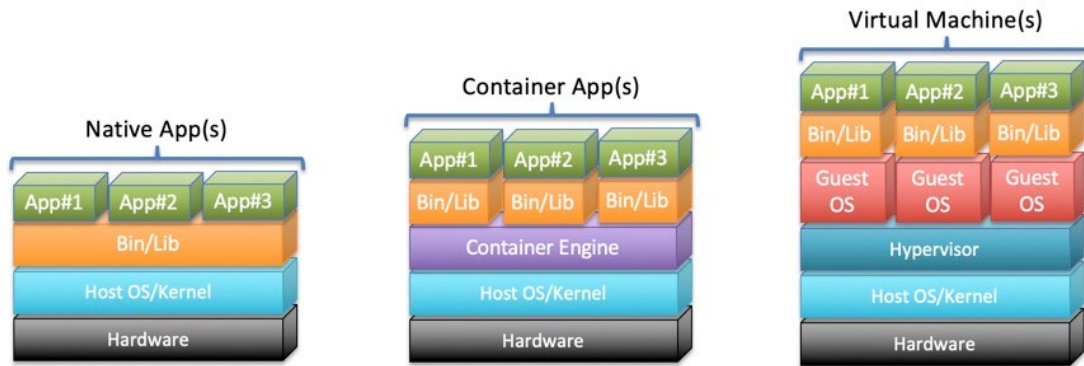 Native App(s)
App#1 App#2 App#3
Bin/Lib
Host OS/Kernel
Hardware
Container App(s)
App#1 App#2 App#3
Bin/Lib Bin/Lib Bin/Lib
Container Engine
Host OS/Kernel
Hardware
Virtual Machine(s)
App#1 App#2 App#3
Bin/Lib Bin/Lib Bin/Lib
Guest Guest Guest
OS OS OS
Hypervisor
Host OS/Kernel
Hardware